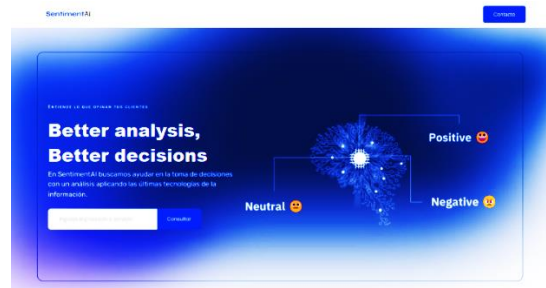 SentimentAI
Contacto
ENTIENDE LO QUE OPINAN TUS CLIENTES
Better analysis,
Better decisions
En SentimentAI buscamos ayudar en la toma de decisiones
con un análisis aplicando las últimas tecnologías de la
información.
Consultar
Positive
Neutral
Negative